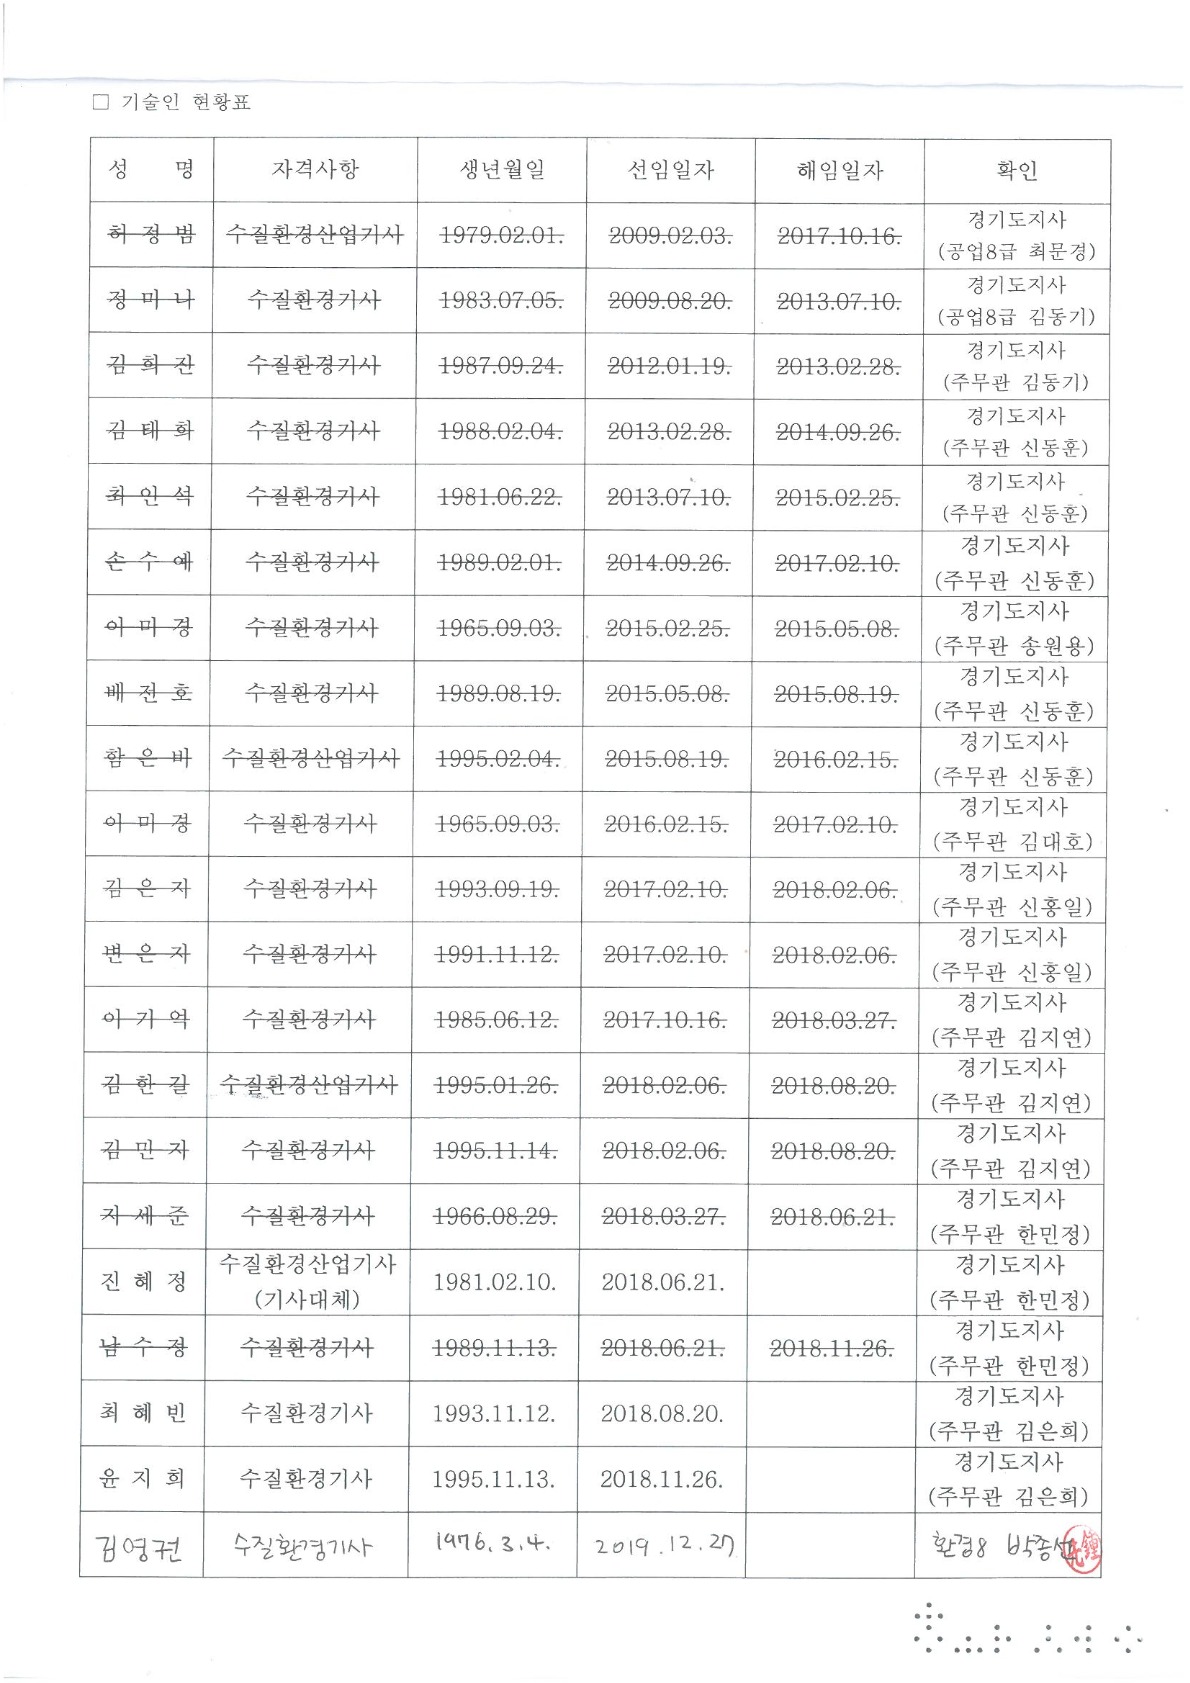 □ 기술인 현황표
성 명 자격사항 생년월일 선임일자 해임일자 확인
허 정 범 수질환경산업기사 1979.02.01. 2009.02.03. 2017.10.16. 경기도지사
(공업8급 최문경)
정 미 나 수질환경기사 1983.07.05. 2009.08.20. 2013.07.10. 경기도지사
(공업8급 김동기)
김 희 잔 수질환경기사 1987.09.24. 2012.01.19. 2013.02.28. 경기도지사
(주무관 김동기)
김 태 화 수질환경기사 1988.02.04. 2013.02.28. 2014.09.26. 경기도지사
(주무관 신동훈)
최 인 석 수질환경기사 1981.06.22. 2013.07.10. 2015.02.25. 경기도지사
(주무관 신동훈)
손 수 예 수질환경기사 1989.02.01. 2014.09.26. 2017.02.10. 경기도지사
(주무관 신동훈)
이 미 경 수질환경기사 1965.09.03. 2015.02.25. 2015.05.08. 경기도지사
(주무관 송원용)
배 전 호 수질환경기사 1989.08.19. 2015.05.08. 2015.08.19. 경기도지사
(주무관 신동훈)
함 은 비 수질환경산업기사 1995.02.04. 2015.08.19. 2016.02.15. 경기도지사
(주무관 신동훈)
이 미 경 수질환경기사 1965.09.03. 2016.02.15. 2017.02.10. 경기도지사
(주무관 김대호)
김 은 지 수질환경기사 1993.09.19. 2017.02.10. 2018.02.06. 경기도지사
(주무관 신홍일)
변 은 자 수질환경기사 1991.11.12. 2017.02.10. 2018.02.06. 경기도지사
(주무관 신홍일)
이 기 억 수질환경기사 1985.06.12. 2017.10.16. 2018.03.27. 경기도지사
(주무관 김지연)
김 한 길 수질환경산업기사 1995.01.26. 2018.02.06. 2018.08.20. 경기도지사
(주무관 김지연)
김 민 지 수질환경기사 1995.11.14. 2018.02.06. 2018.08.20. 경기도지사
(주무관 김지연)
지 세 준 수질환경기사 1966.08.29. 2018.03.27. 2018.06.21. 경기도지사
(주무관 한민정)
진 혜 정 수질환경산업기사 1981.02.10. 2018.06.21. 경기도지사
(기사대체) (주무관 한민정)
남 수 정 수질환경기사 1989.11.13. 2018.06.21. 2018.11.26. 경기도지사
(주무관 한민정)
최 혜 빈 수질환경기사 1993.11.12. 2018.08.20. 경기도지사
(주무관 김은희)
윤 지 희 수질환경기사 1995.11.13. 2018.11.26. 경기도지사
(주무관 김은희)
김영권 수질환경기사 1976.3.4. 2019.12.27 환경8 박종선